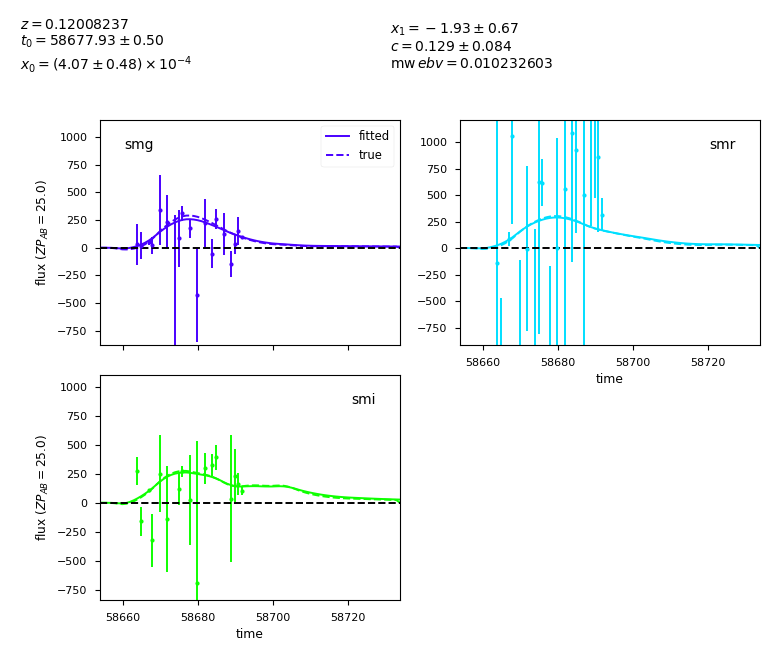 z = 0.12008237
t₀ = 58677.93 ± 0.50
x₀ = (4.07 ± 0.48) × 10⁻⁴
x₁ = −1.93 ± 0.67
c = 0.129 ± 0.084
mw ebv = 0.010232603
smg
fitted
true
1000
750
500
250
0
−250
−500
−750
flux (ZP_AB = 25.0)
smr
1000
750
500
250
0
−250
−500
−750
58660 58680 58700 58720
time
smi
1000
750
500
250
0
−250
−500
−750
flux (ZP_AB = 25.0)
58660 58680 58700 58720
time